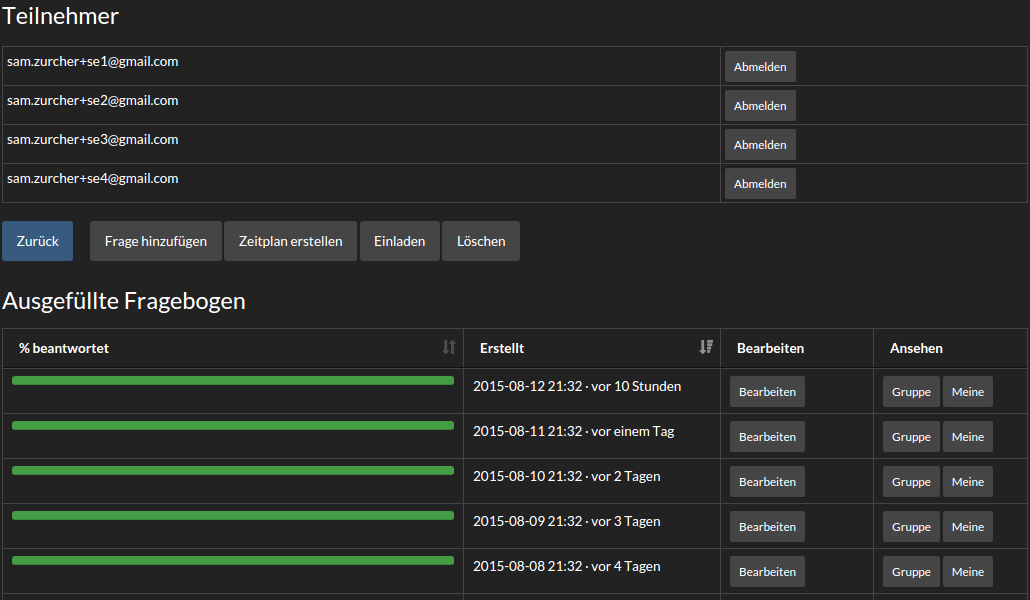 Teilnehmer
sam.zurcher+se1@gmail.com Abmelden
sam.zurcher+se2@gmail.com Abmelden
sam.zurcher+se3@gmail.com Abmelden
sam.zurcher+se4@gmail.com Abmelden
Zurück Frage hinzufügen Zeitplan erstellen Einladen Löschen
Ausgefüllte Fragebogen
% beantwortet Erstellt Bearbeiten Ansehen
2015-08-12 21:32 · vor 10 Stunden Bearbeiten Gruppe Meine
2015-08-11 21:32 · vor einem Tag Bearbeiten Gruppe Meine
2015-08-10 21:32 · vor 2 Tagen Bearbeiten Gruppe Meine
2015-08-09 21:32 · vor 3 Tagen Bearbeiten Gruppe Meine
2015-08-08 21:32 · vor 4 Tagen Bearbeiten Gruppe Meine